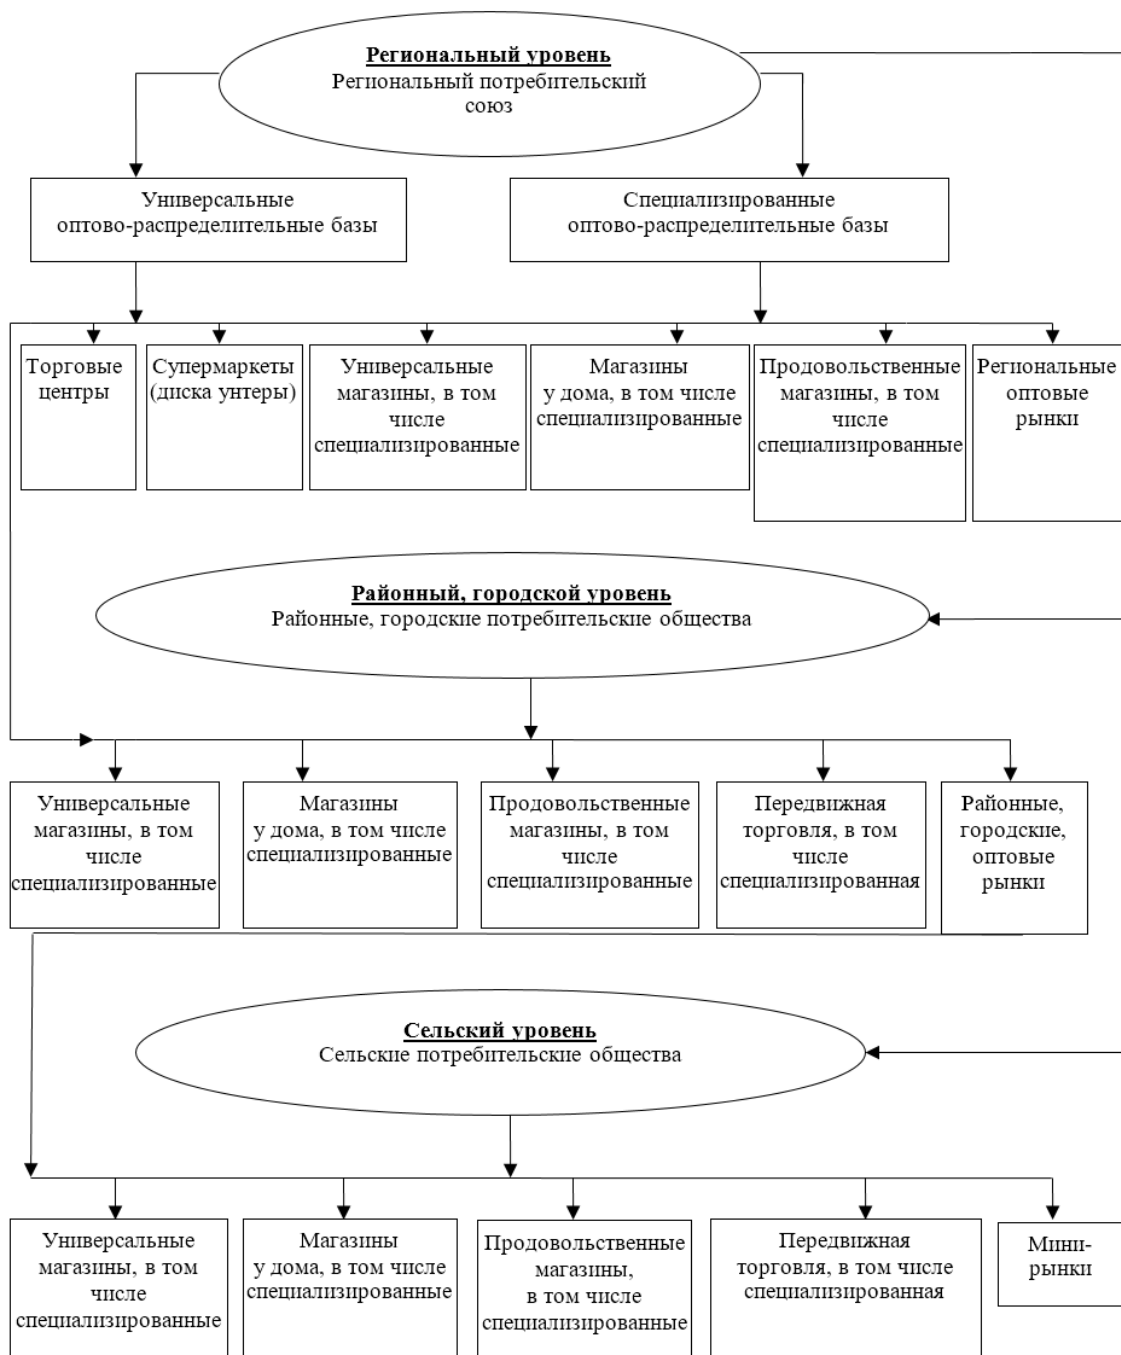 Региональный уровень
Региональный потребительский
союз
Универсальные
оптово-распределительные базы
Специализированные
оптово-распределительные базы
Торговые
центры
Супермаркеты
(диска унтеры)
Универсальные
магазины, в том
числе
специализированные
Магазины
у дома, в том числе
специализированные
Продовольственные
магазины, в том
числе
специализированные
Региональные
оптовые
рынки
Районный, городской уровень
Районные, городские потребительские общества
Универсальные
магазины, в том
числе
специализированные
Магазины
у дома, в том числе
специализированные
Продовольственные
магазины, в том
числе
специализированные
Передвижная
торговля, в том
числе
специализированная
Районные,
городские,
оптовые
рынки
Сельский уровень
Сельские потребительские общества
Универсальные
магазины, в том
числе
специализированные
Магазины
у дома, в том числе
специализированные
Продовольственные
магазины,
в том числе
специализированные
Передвижная
торговля, в том числе
специализированная
Мини-
рынки